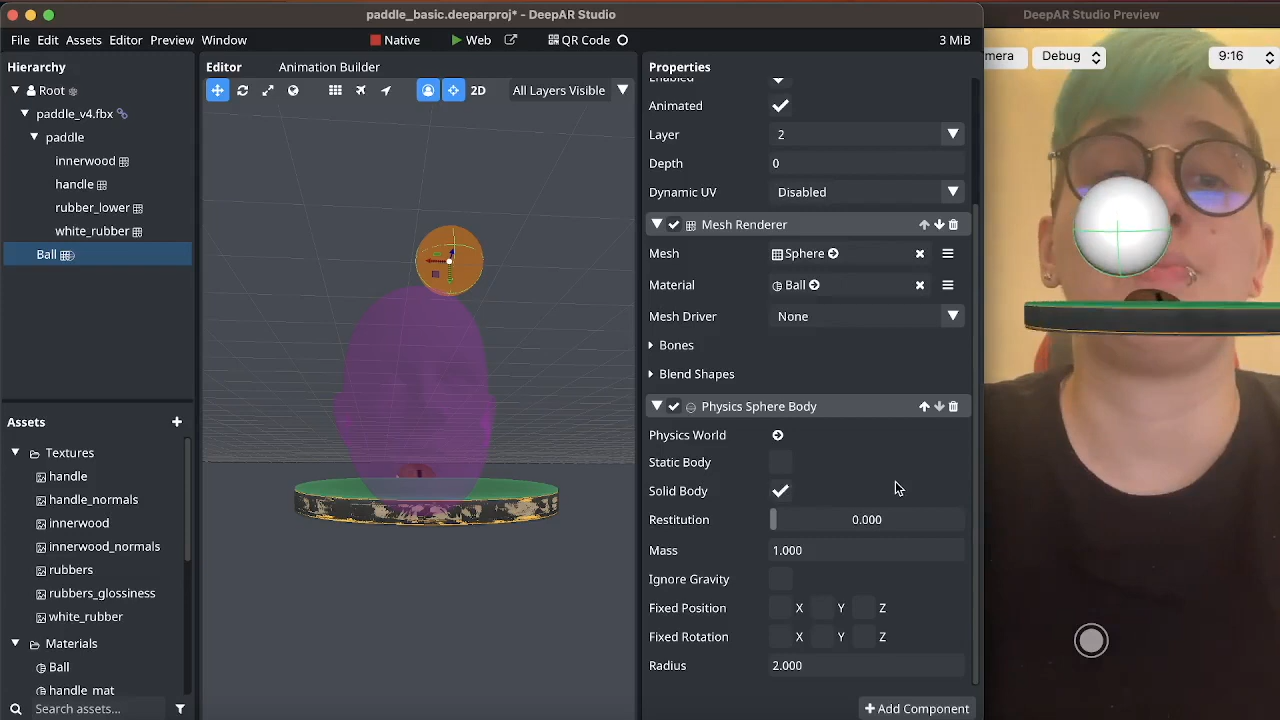 paddle_basic.deeparproj* - DeepAR Studio
File Edit Assets Editor Preview Window
Native
Web
QR Code
3 MiB
Hierarchy
Root
paddle_v4.fbx
paddle
innerwood
handle
rubber_lower
white_rubber
Ball
Assets
Textures
handle
handle_normals
innerwood
innerwood_normals
rubbers
rubbers_glossiness
white_rubber
Materials
Ball
handle_mat
Search assets...
Editor
Animation Builder
2D
All Layers Visible
Properties
Enabled
Animated
Layer 2
Depth 0
Dynamic UV Disabled
Mesh Renderer
Mesh Sphere
Material Ball
Mesh Driver None
Bones
Blend Shapes
Physics Sphere Body
Physics World
Static Body
Solid Body
Restitution 0.000
Mass 1.000
Ignore Gravity
Fixed Position X Y Z
Fixed Rotation X Y Z
Radius 2.000
Add Component
DeepAR Studio Preview
mera
Debug
9:16